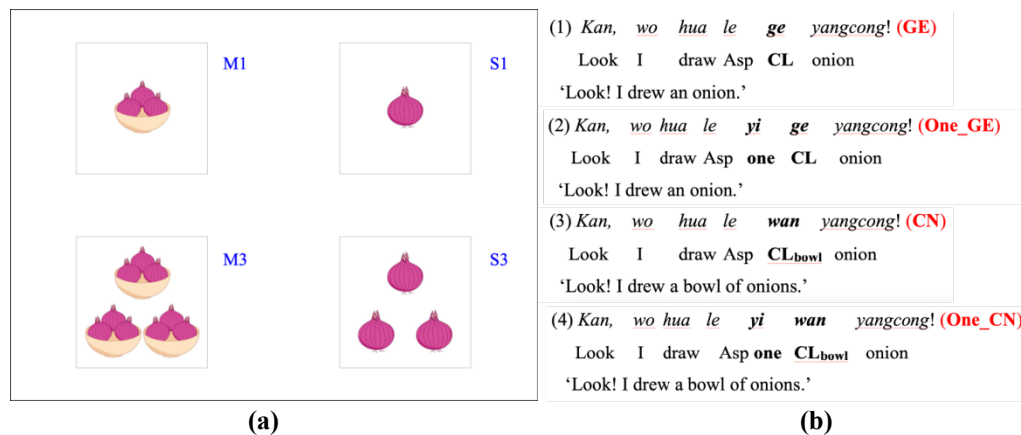 M1
S1
M3
S3
(a)
(1) Kan, wo hua le ge yangcong! (GE)
Look I draw Asp CL onion
‘Look! I drew an onion.’
(2) Kan, wo hua le yi ge yangcong! (One_GE)
Look I draw Asp one CL onion
‘Look! I drew an onion.’
(3) Kan, wo hua le wan yangcong! (CN)
Look I draw Asp CLbowl onion
‘Look! I drew a bowl of onions.’
(4) Kan, wo hua le yi wan yangcong! (One_CN)
Look I draw Asp one CLbowl onion
‘Look! I drew a bowl of onions.’
(b)